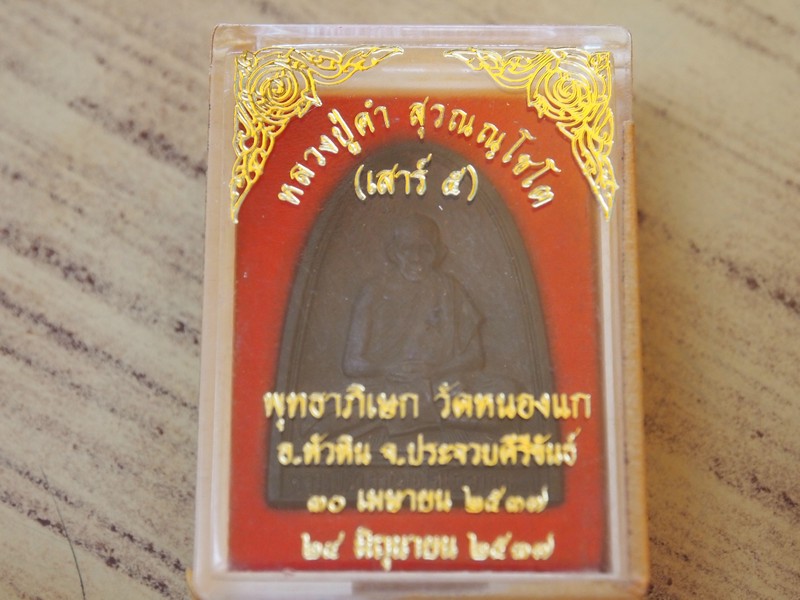 หลวงปู่คำ สุวณฺณโชโต
(เสาร์ ๕)
พุทธาภิเษก วัดหนองแก
อ.หัวหิน จ.ประจวบคีรีขันธ์
๓๐ เมษายน ๒๕๓๗
๒๔ มิถุนายน ๒๕๓๗